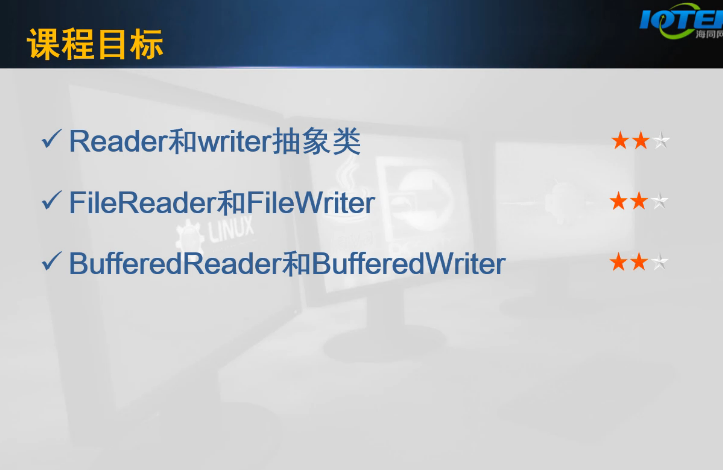 课程目标
IOTEK
海同网
Reader和writer抽象类
FileReader和FileWriter
BufferedReader和BufferedWriter
LINUX